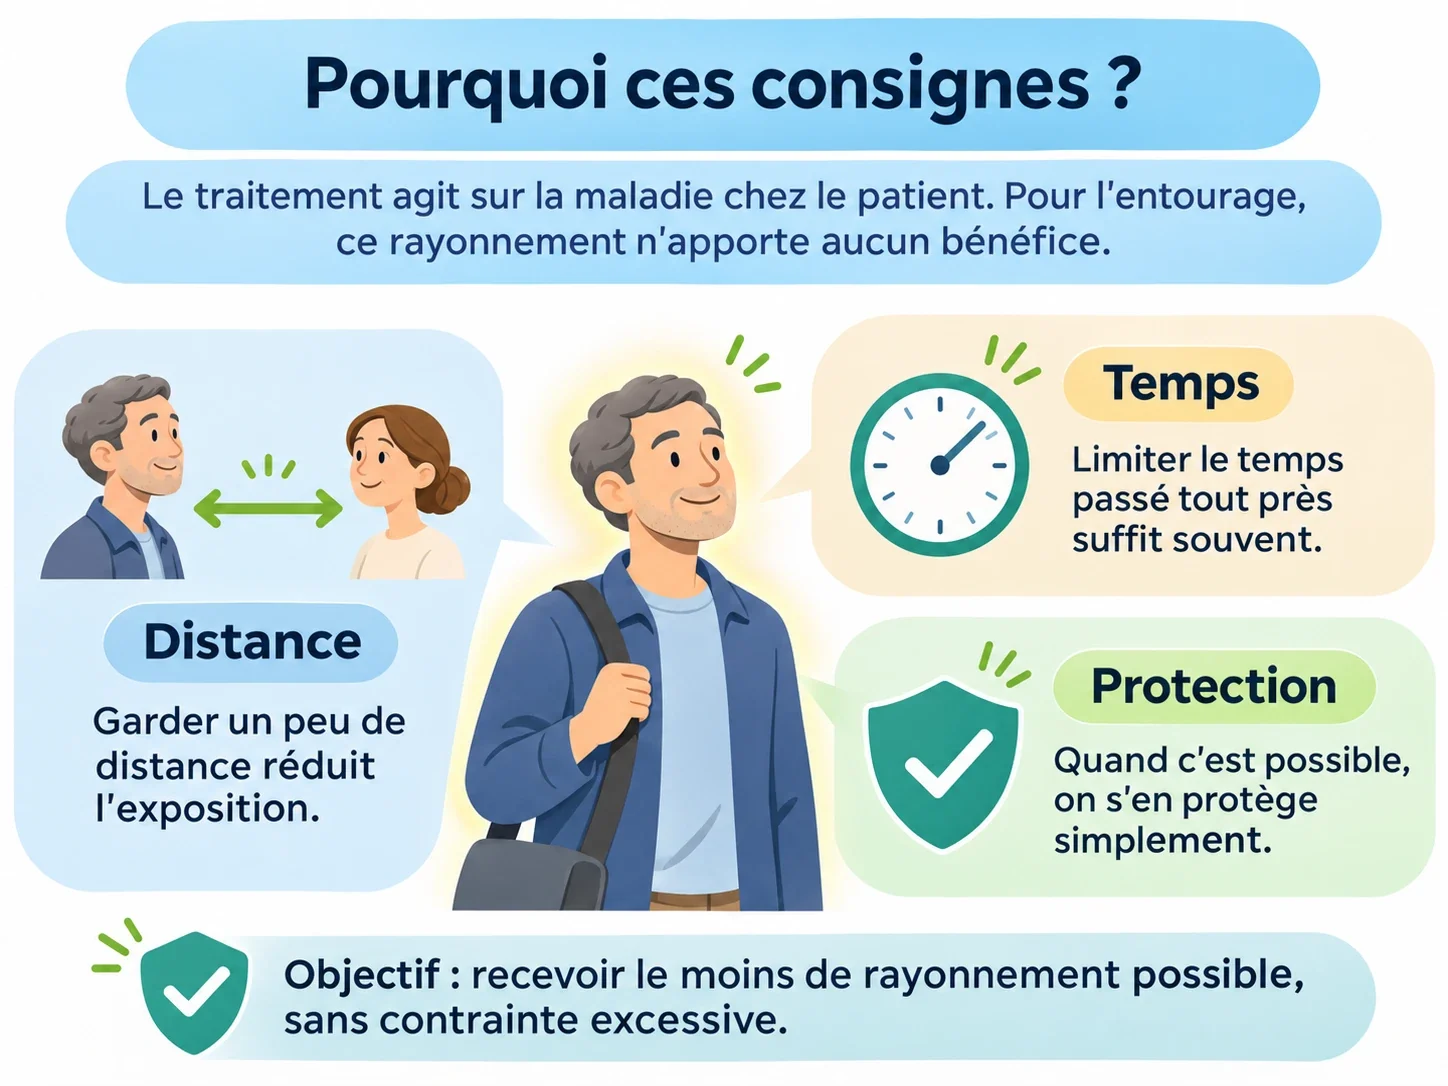 Pourquoi ces consignes ?
Le traitement agit sur la maladie chez le patient. Pour l'entourage,
ce rayonnement n'apporte aucun bénéfice.
Distance
Garder un peu de
distance réduit
l'exposition.
Temps
Limiter le temps
passé tout près
suffit souvent.
Protection
Quand c'est possible,
on s'en protège
simplement.
Objectif : recevoir le moins de rayonnement possible,
sans contrainte excessive.